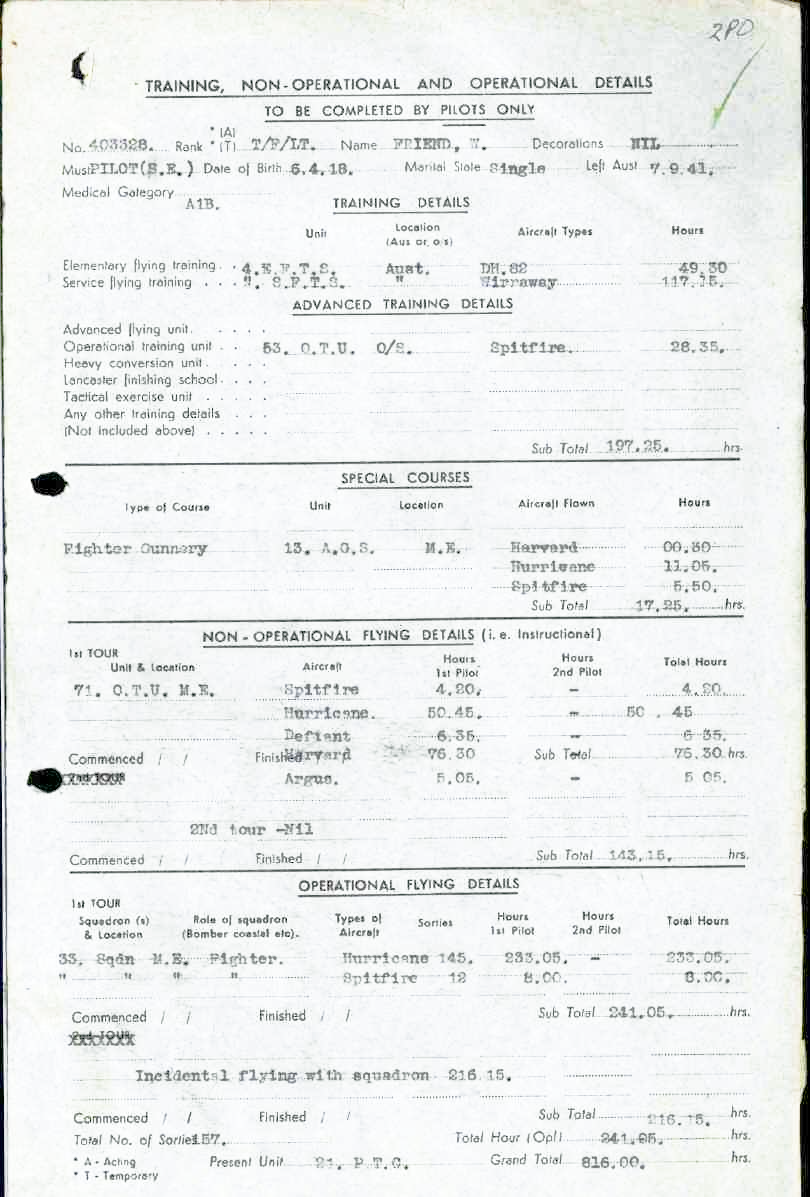 2PO
TRAINING, NON-OPERATIONAL AND OPERATIONAL DETAILS
TO BE COMPLETED BY PILOTS ONLY
No. 403328. Rank * (A) * (T) T/F/LT. Name FRIEND, W. Decorations NIL
Must PILOT(S.E.) Date of Birth 6.4.18. Marital State Single Left Aust 7.9.41.
Medical Category A1B.
TRAINING DETAILS
Unit Location (Aus or o/s) Aircraft Types Hours
Elementary flying training . . 4.E.F.T.S. Aust. DH.82 49.30
Service flying training . . . ". S.F.T.S. " Wirraway 117.15.
ADVANCED TRAINING DETAILS
Advanced flying unit . . . . .
Operational training unit . . 53. O.T.U. O/S. Spitfire. 28.35.
Heavy conversion unit . . . .
Lancaster finishing school . . . .
Tactical exercise unit . . . . .
Any other training details . . .
(Not included above) . . . . .
Sub Total 197.25. hrs.
SPECIAL COURSES
Type of Course Unit Location Aircraft Flown Hours
Fighter Gunnery 13. A.G.S. M.E. Harvard 00.30
Hurricane 11.05.
Spitfire 5.50.
Sub Total 17.25. hrs.
NON-OPERATIONAL FLYING DETAILS (i.e. Instructional)
1st TOUR
Unit & Location Aircraft Hours 1st Pilot Hours 2nd Pilot Total Hours
71. O.T.U. M.E. Spitfire 4.20. - 4.20.
Hurricane. 50.45. - 50 . 45
Defiant 6.35. - 6 35.
Commenced / / Finished Harvard 76.30 Sub Total 76.30 hrs.
2nd TOUR Argus. 5.05. - 5 05.
2Nd tour -Nil
Commenced / / Finished / / Sub Total 143.15. hrs.
OPERATIONAL FLYING DETAILS
1st TOUR
Squadron (s) & Location Role of squadron (Bomber coastal etc). Types of Aircraft Sorties Hours 1st Pilot Hours 2nd Pilot Total Hours
33. Sqdn M.E. Fighter. Hurricane 145. 233.05. - 233.05.
" " " " Spitfire 12 8.00. 8.00.
Commenced / / Finished / / Sub Total 241.05. hrs.
2nd TOUR
Incidental flying with squadron 216.15.
Commenced / / Finished / / Sub Total 216.15. hrs.
Total No. of Sorties 157. Total Hour (Opl) 241.05. hrs.
* A - Acting Present Unit 21. P.T.C. Grand Total 816.00. hrs.
* T - Temporary